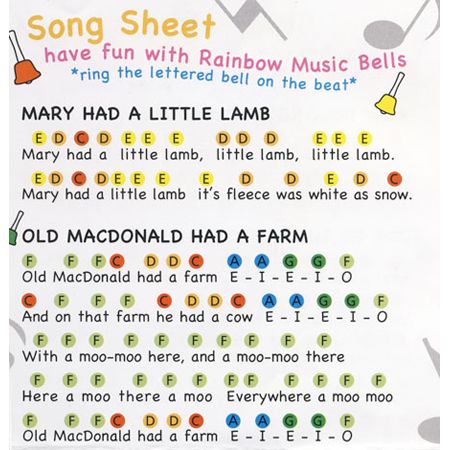 Song Sheet
have fun with Rainbow Music Bells
*ring the lettered bell on the beat*
MARY HAD A LITTLE LAMB
E D C D E E E D D D E E E
Mary had a little lamb, little lamb, little lamb.
E D C D E E E E D D E D C
Mary had a little lamb it's fleece was white as snow.
OLD MACDONALD HAD A FARM
F F F C D D C A A G G F
Old MacDonald had a farm E - I - E - I - O
C F F F C D D C A A G G F
And on that farm he had a cow E - I - E - I - O
F F F F F F F F F F
With a moo-moo here, and a moo-moo there
F F F F F F F F F F F F
Here a moo there a moo Everywhere a moo moo
F F F C D D C A A G G F
Old MacDonald had a farm E - I - E - I - O